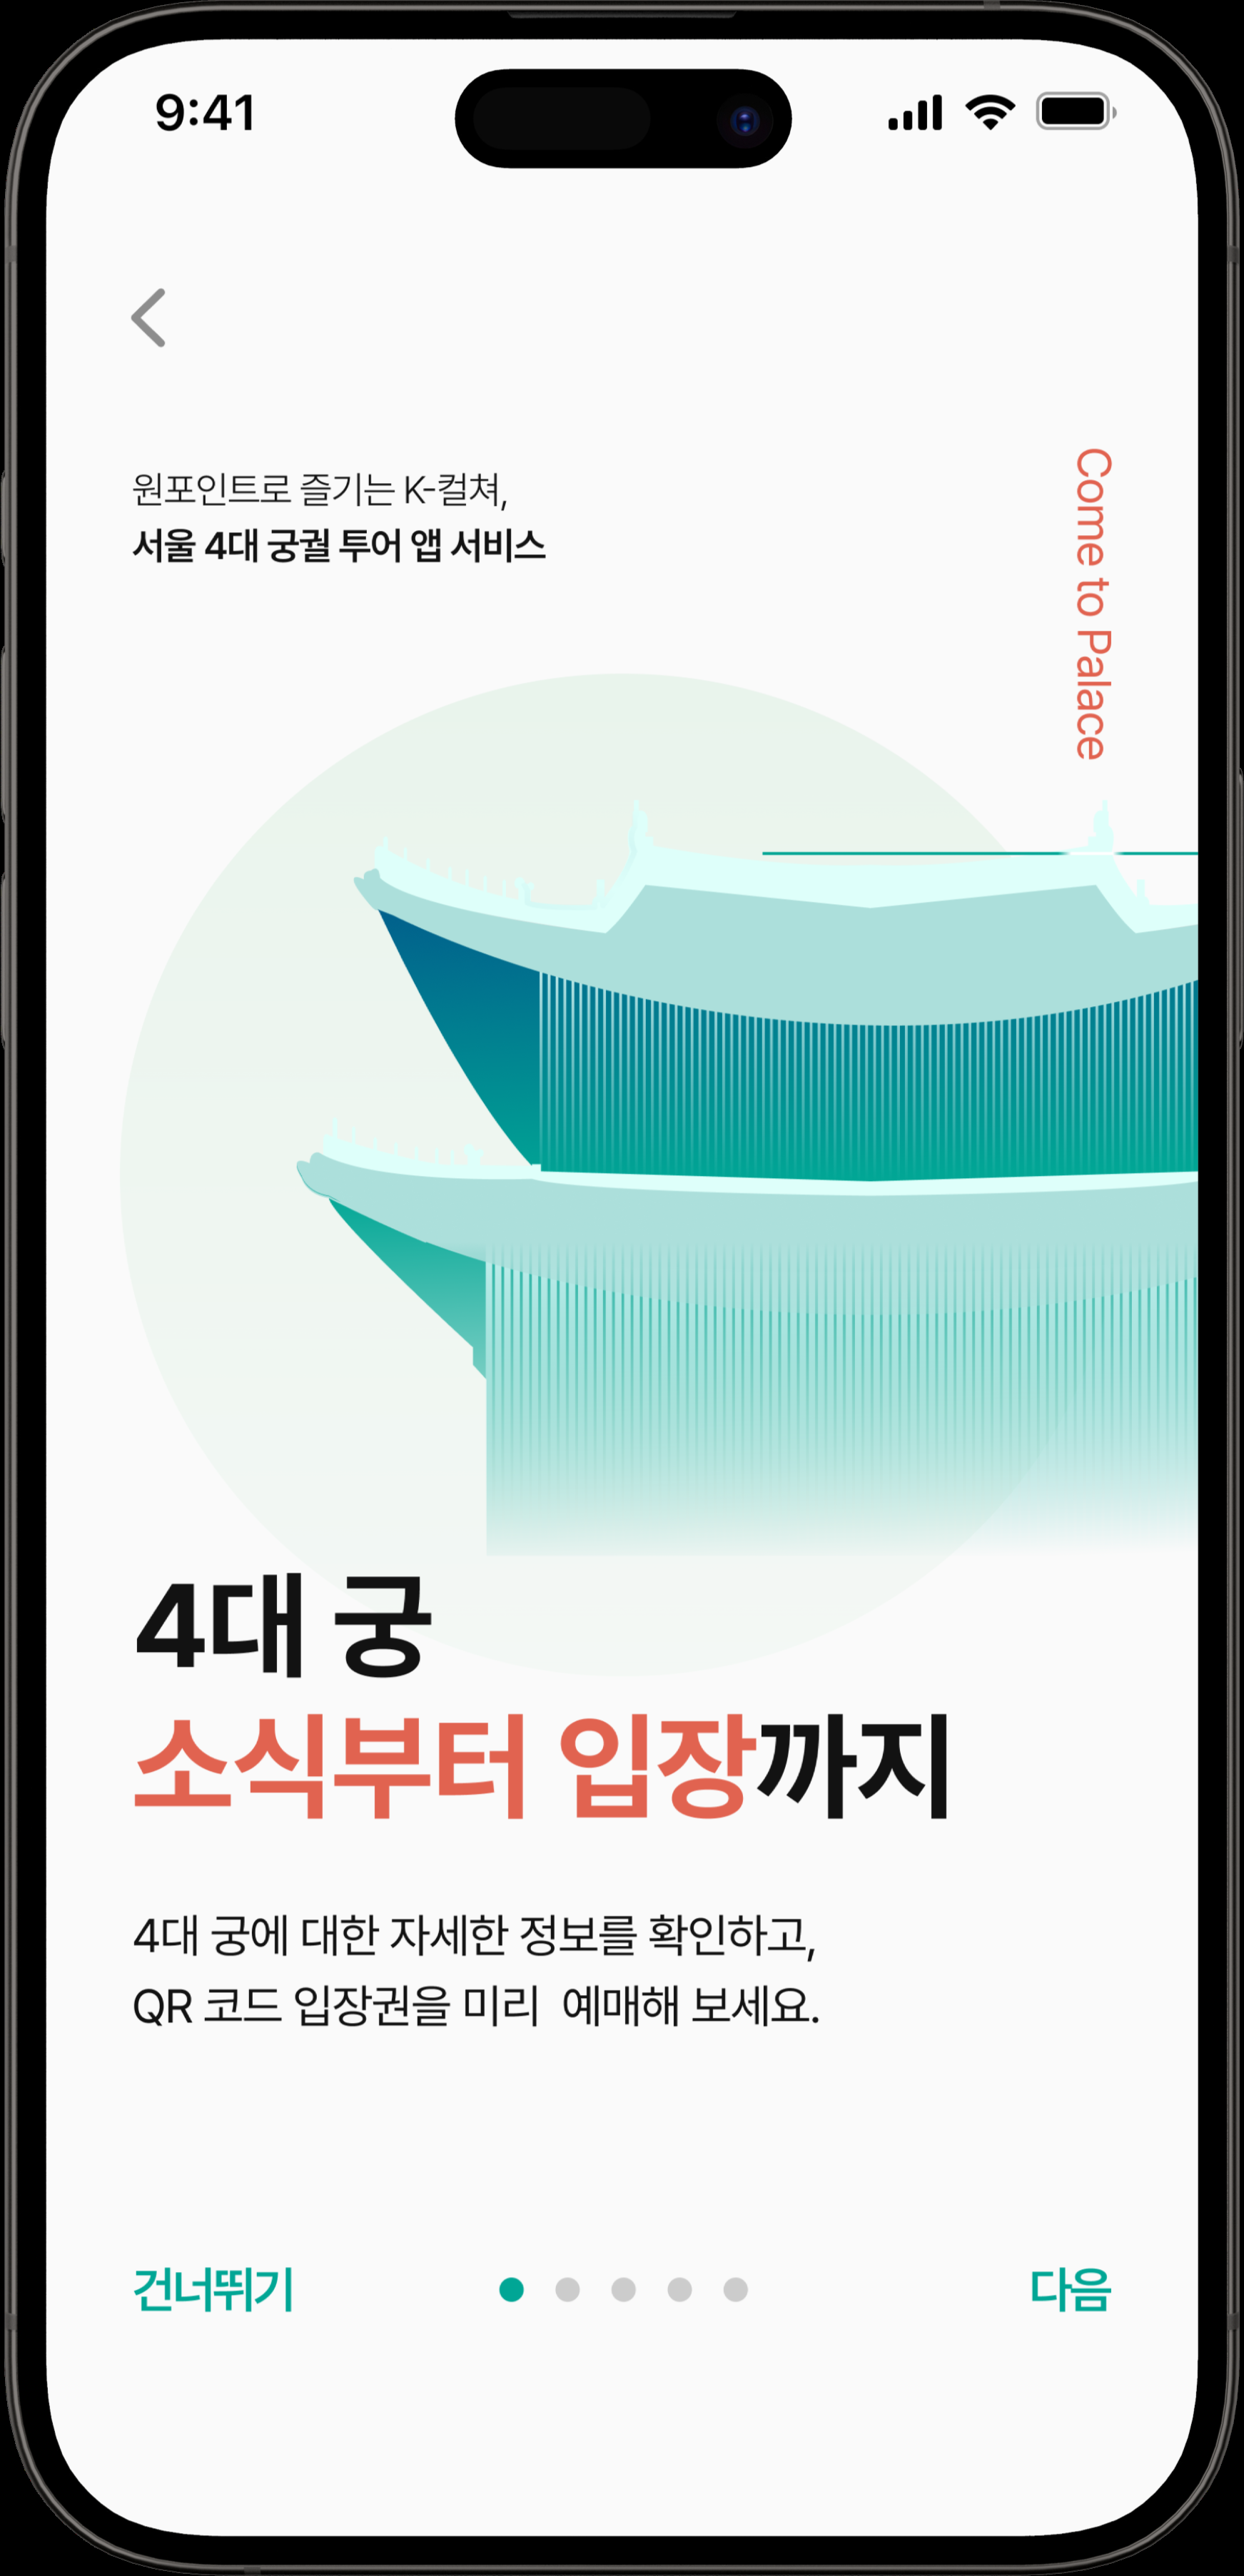 9:41
원포인트로 즐기는 K-컬쳐,
서울 4대 궁궐 투어 앱 서비스
Come to Palace
4대 궁
소식부터 입장까지
4대 궁에 대한 자세한 정보를 확인하고,
QR 코드 입장권을 미리  예매해 보세요.
건너뛰기
다음